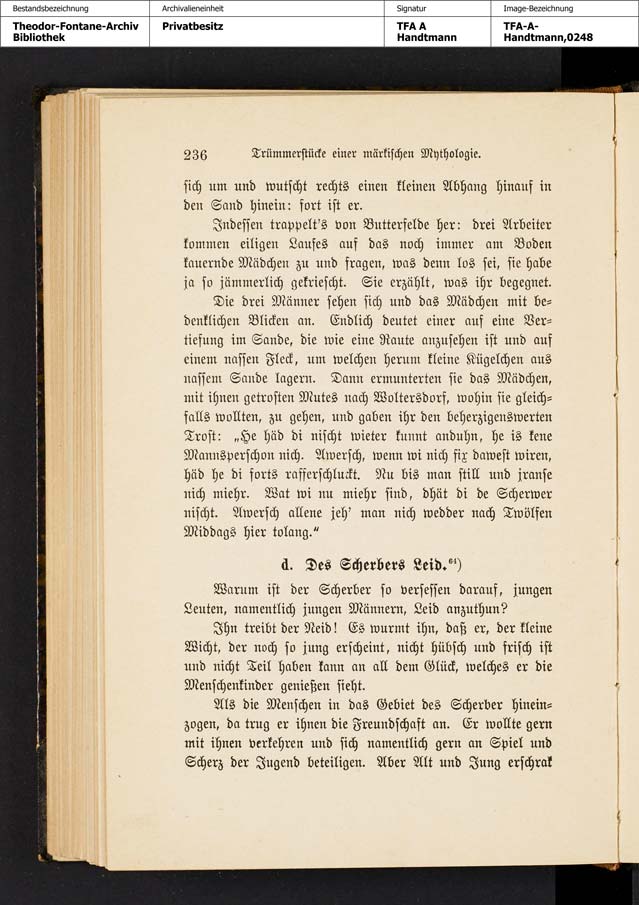 Bestandsbezeichnung
Theodor-Fontane-Archiv
Bibliothek
Archivalieneinheit
Privatbesitz
Signatur
TFA A
Handtmann
Image-Bezeichnung
TFA-A-
Handtmann,0248
236 Trümmerstücke einer märkischen Mythologie.
sich um und wutscht rechts einen kleinen Abhang hinauf in
den Sand hinein: fort ist er.
Indessen trappelt's von Butterfelde her: drei Arbeiter
kommen eiligen Laufes auf das noch immer am Boden
kauernde Mädchen zu und fragen, was denn los sei, sie habe
ja so jämmerlich gekriescht. Sie erzählt, was ihr begegnet.
Die drei Männer sehen sich und das Mädchen mit be-
denklichen Blicken an. Endlich deutet einer auf eine Ver-
tiefung im Sande, die wie eine Raute anzusehen ist und auf
einem nassen Fleck, um welchen herum kleine Kügelchen aus
nassem Sande lagern. Dann ermunterten sie das Mädchen,
mit ihnen getrosten Mutes nach Woltersdorf, wohin sie gleich-
falls wollten, zu gehen, und gaben ihr den beherzigenswerten
Trost: „He häd di nischt wieter kunnt anduhn, he is kene
Mannsperschon nich. Awersch, wenn wi nich fix dawest wiren,
häd he di forts rafferschluckt. Nu bis man still und jranse
nich miehr. Wat wi nu miehr sind, dhät di de Scherwer
nischt. Awersch allene jeh' man nich wedder nach Twölfen
Middags hier tolang.“
d. Des Scherbers Leid.⁶⁴)
Warum ist der Scherber so versessen darauf, jungen
Leuten, namentlich jungen Männern, Leid anzuthun?
Ihn treibt der Neid! Es wurmt ihn, daß er, der kleine
Wicht, der noch so jung erscheint, nicht hübsch und frisch ist
und nicht Teil haben kann an all dem Glück, welches er die
Menschenkinder genießen sieht.
Als die Menschen in das Gebiet des Scherber hinein-
zogen, da trug er ihnen die Freundschaft an. Er wollte gern
mit ihnen verkehren und sich namentlich gern an Spiel und
Scherz der Jugend beteiligen. Aber Alt und Jung erschrak